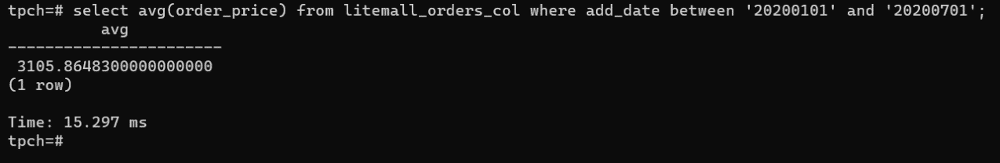 tpch=# select avg(order_price) from litemall_orders_col where add_date between '20200101' and '20200701';
avg
-----------------------
3105.8648300000000000
(1 row)
Time: 15.297 ms
tpch=#